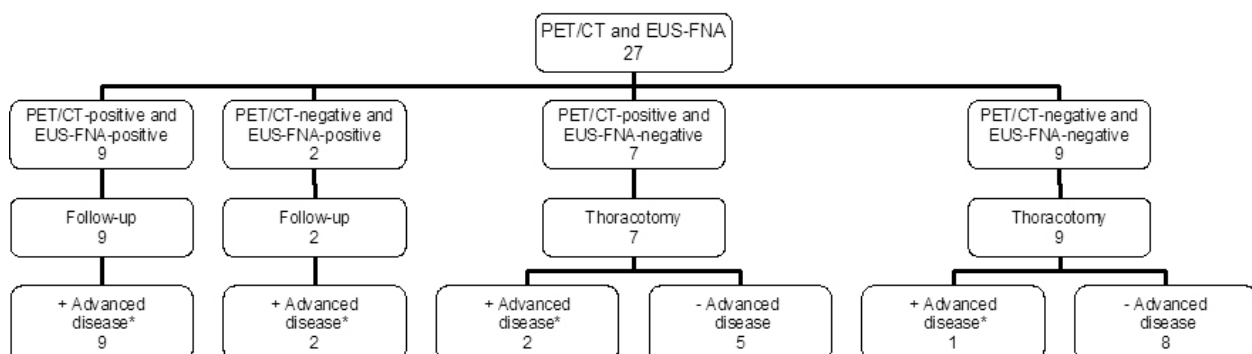 PET/CT and EUS-FNA
27
PET/CT-positive and
EUS-FNA-positive
9
PET/CT-negative and
EUS-FNA-positive
2
PET/CT-positive and
EUS-FNA-negative
7
PET/CT-negative and
EUS-FNA-negative
9
Follow-up
9
Follow-up
2
Thoracotomy
7
Thoracotomy
9
+ Advanced
disease*
9
+ Advanced
disease*
2
+ Advanced
disease*
2
- Advanced
disease
5
+ Advanced
disease*
1
- Advanced
disease
8